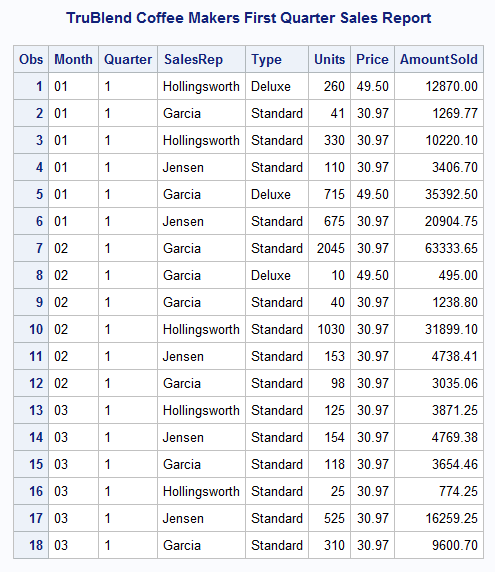 TruBlend Coffee Makers First Quarter Sales Report
Obs Month Quarter SalesRep Type Units Price AmountSold
1 01 1 Hollingsworth Deluxe 260 49.50 12870.00
2 01 1 Garcia Standard 41 30.97 1269.77
3 01 1 Hollingsworth Standard 330 30.97 10220.10
4 01 1 Jensen Standard 110 30.97 3406.70
5 01 1 Garcia Deluxe 715 49.50 35392.50
6 01 1 Jensen Standard 675 30.97 20904.75
7 02 1 Garcia Standard 2045 30.97 63333.65
8 02 1 Garcia Deluxe 10 49.50 495.00
9 02 1 Garcia Standard 40 30.97 1238.80
10 02 1 Hollingsworth Standard 1030 30.97 31899.10
11 02 1 Jensen Standard 153 30.97 4738.41
12 02 1 Garcia Standard 98 30.97 3035.06
13 03 1 Hollingsworth Standard 125 30.97 3871.25
14 03 1 Jensen Standard 154 30.97 4769.38
15 03 1 Garcia Standard 118 30.97 3654.46
16 03 1 Hollingsworth Standard 25 30.97 774.25
17 03 1 Jensen Standard 525 30.97 16259.25
18 03 1 Garcia Standard 310 30.97 9600.70